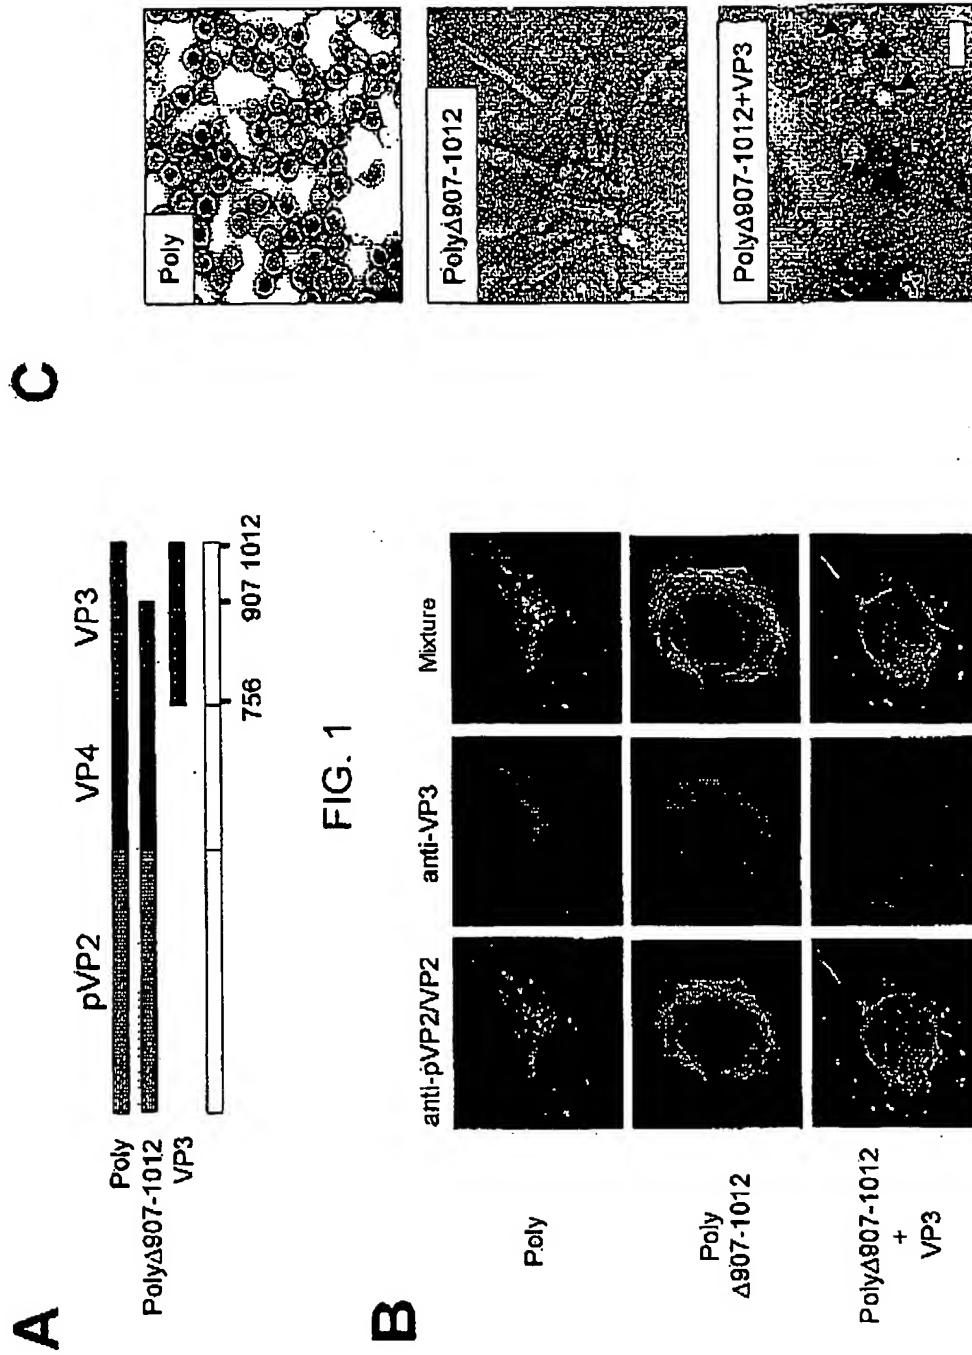 A
pVP2 VP4 VP3
Poly
PolyΔ907-1012
VP3
756 907 1012
FIG. 1
B
anti-pVP2/VP2 anti-VP3 Mixture
Poly
Poly
Δ907-1012
PolyΔ907-1012
+
VP3
C
Poly
PolyΔ907-1012
PolyΔ907-1012+VP3